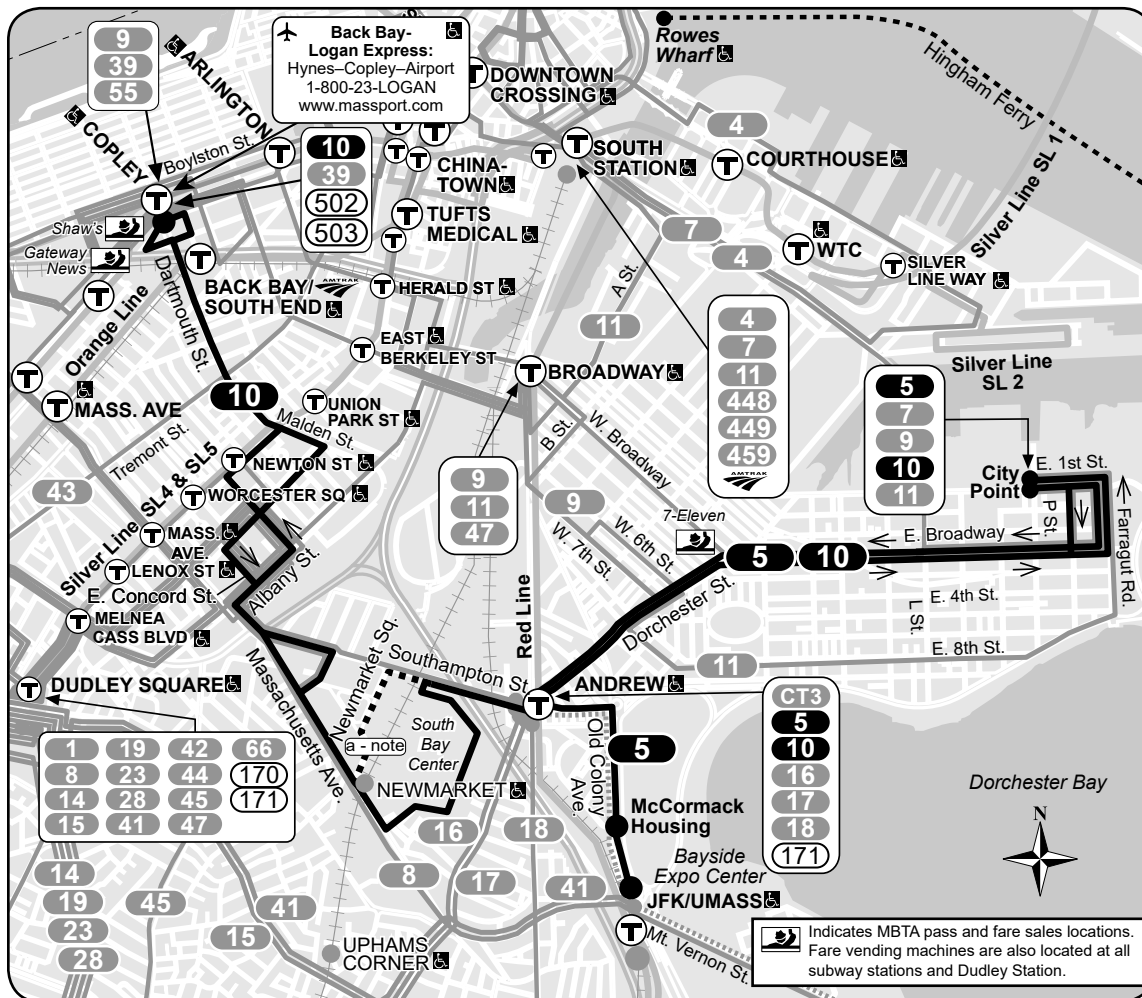 9
39
55
Back Bay-
Logan Express:
Hynes–Copley–Airport
1-800-23-LOGAN
www.massport.com
Rowes
Wharf
Hingham Ferry
ARLINGTON
COPLEY
Boylston St.
DOWNTOWN
CROSSING
10
39
502
503
CHINA-
TOWN
SOUTH
STATION
4
COURTHOUSE
Silver Line SL 1
Shaw's
Gateway
News
TUFTS
MEDICAL
7
4
WTC
SILVER
LINE WAY
Dartmouth St.
BACK BAY/
SOUTH END
AMTRAK
HERALD ST
A St.
11
Orange Line
EAST
BERKELEY ST
BROADWAY
4
7
11
448
449
459
AMTRAK
Silver Line
SL 2
5
7
9
10
11
MASS. AVE
10
UNION
PARK ST
Malden St.
Tremont St.
B St.
W. Broadway
NEWTON ST
WORCESTER SQ
43
Silver Line SL4 & SL5
9
11
47
9
City
Point
E. 1st St.
P St.
Farragut Rd.
7-Eleven
W. 6th St.
W. 7th St.
5
10
E. Broadway
MASS.
AVE.
LENOX ST
E. Concord St.
Albany St.
Dorchester St.
E. 4th St.
L St.
MELNEA
CASS BLVD
Red Line
Newmarket Sq.
Southampton St.
11
E. 8th St.
DUDLEY SQUARE
Massachusetts Ave.
ANDREW
1
19
42
66
8
23
44
170
14
28
45
171
15
41
47
a - note
South
Bay
Center
NEWMARKET
Old Colony
Ave.
5
CT3
5
10
16
17
18
171
McCormack
Housing
Dorchester Bay
N
16
18
Bayside
Expo Center
8
17
41
JFK/UMASS
14
19
23
28
45
41
15
UPHAMS
CORNER
Mt. Vernon St.
Indicates MBTA pass and fare sales locations.
Fare vending machines are also located at all
subway stations and Dudley Station.